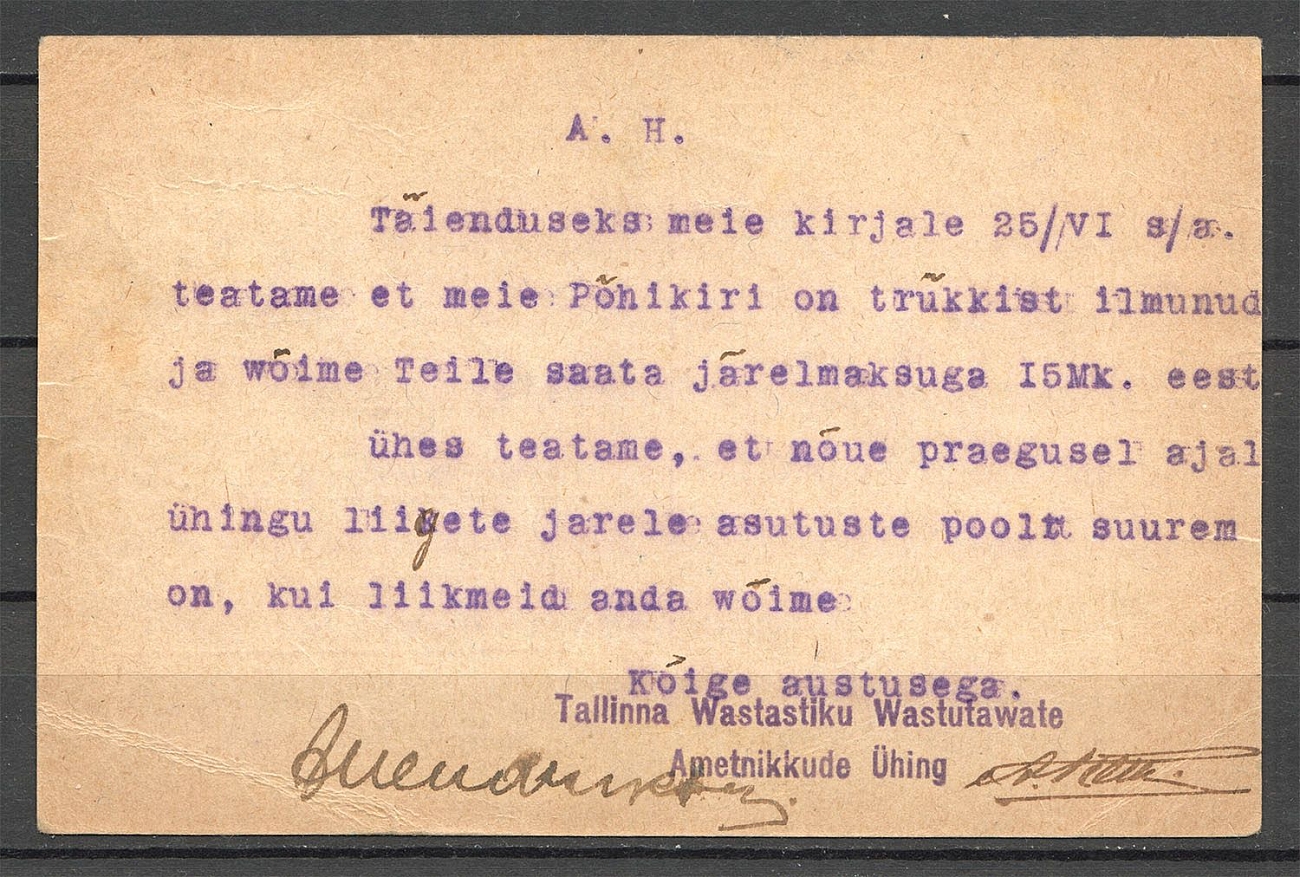 A. H.
Täienduseks meie kirjale 25//VI s/a.
teatame et meie Põhikiri on trükkist ilmunud
ja wõime Teile saata järelmaksuga I5Mk. eest
ühes teatame, et nõue praegusel ajal
ühingu liigete jarele asutuste poolt suurem
on, kui liikmeid anda wõime
Kõige austusega.
Tallinna Wastastiku Wastutawate
Ametnikkude Ühing